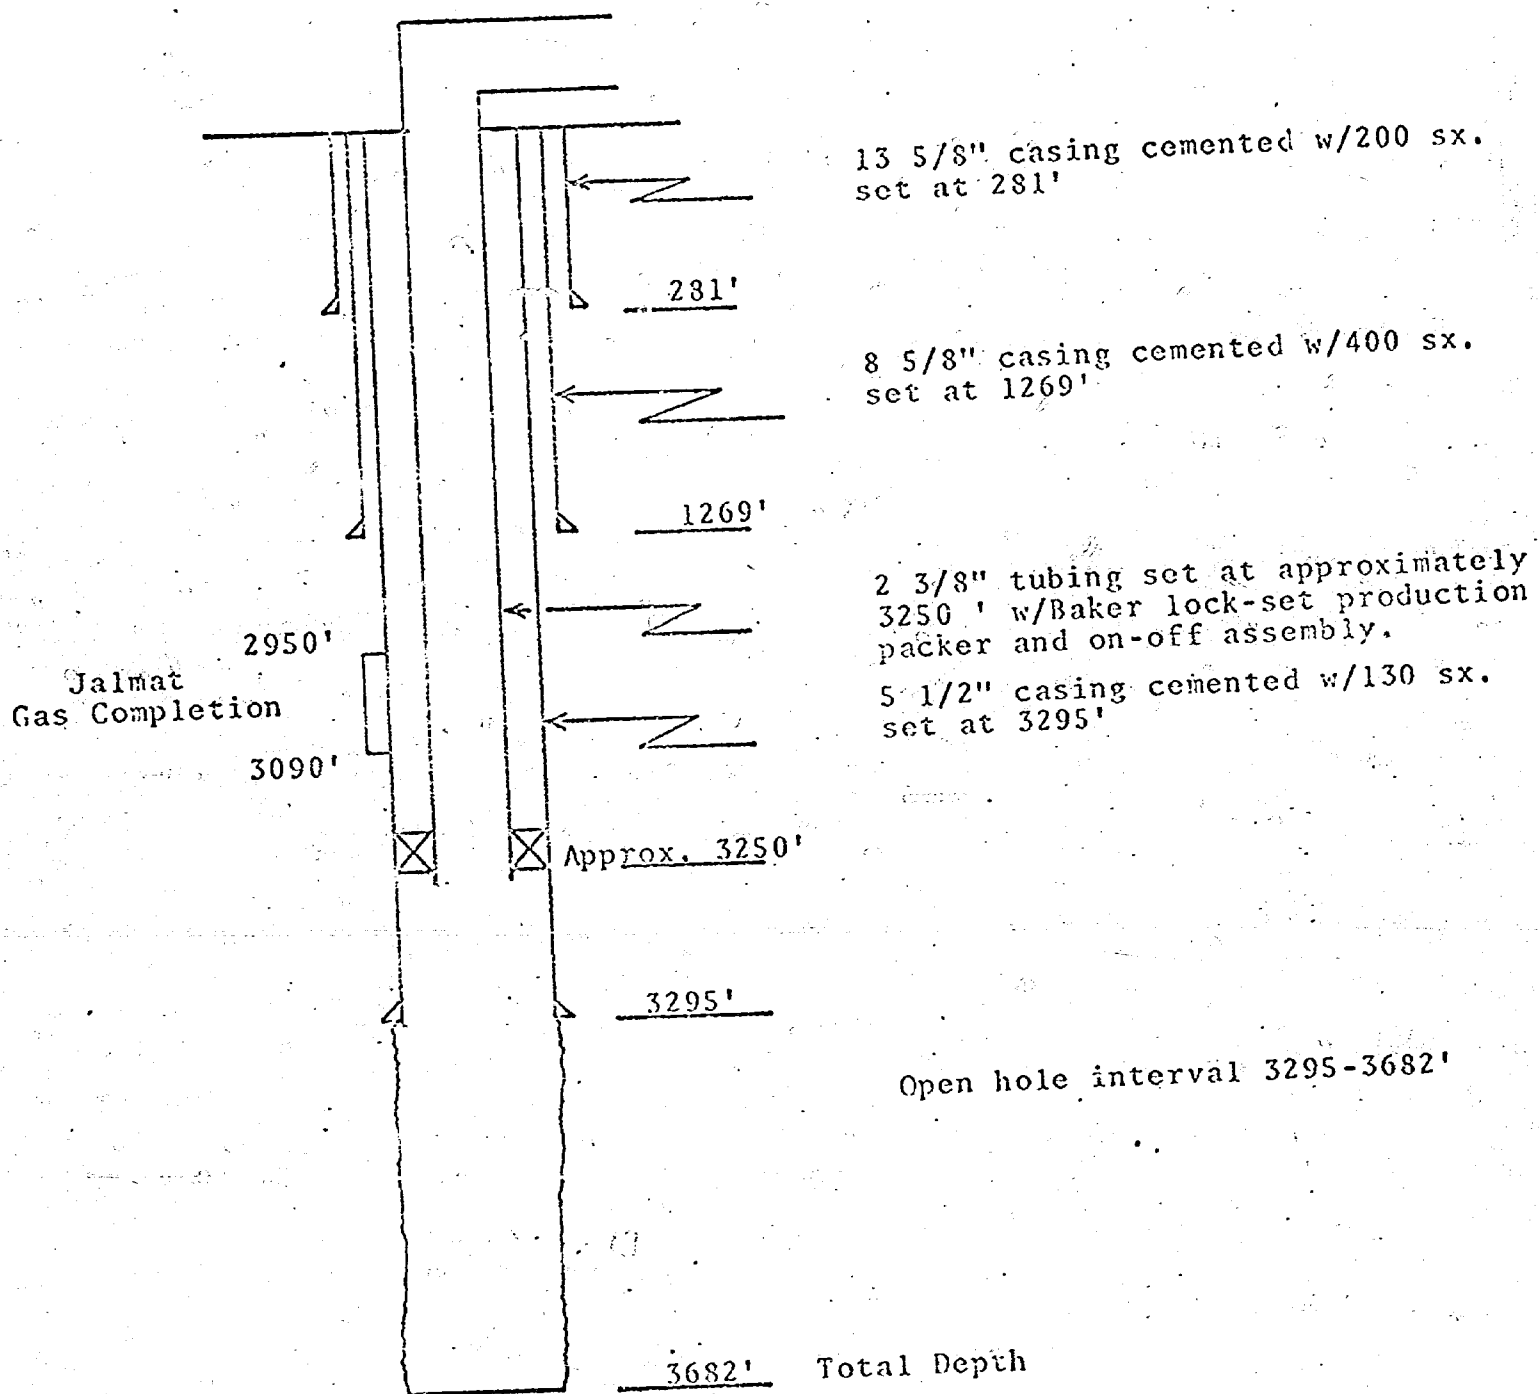 13 5/8" casing cemented w/200 sx.
set at 281'
281'
8 5/8" casing cemented w/400 sx.
set at 1269'
1269'
2 3/8" tubing set at approximately
3250 ' w/Baker lock-set production
packer and on-off assembly.
2950'
Jalmat
Gas Completion
3090'
5 1/2" casing cemented w/130 sx.
set at 3295'
Approx. 3250'
3295'
Open hole interval 3295-3682'
3682' Total Depth